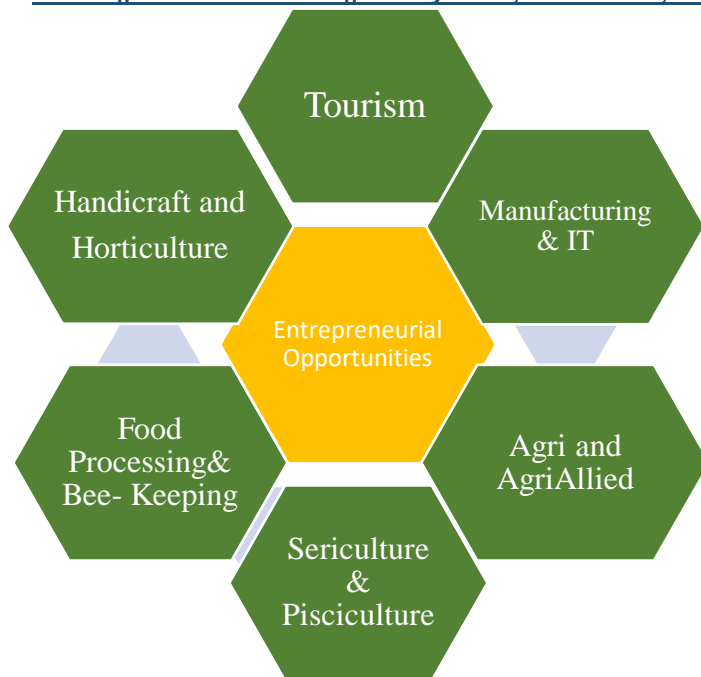 Tourism
Manufacturing
& IT
Agri and
AgriAllied
Sericulture
&
Pisciculture
Food
Processing&
Bee- Keeping
Handicraft and
Horticulture
Entrepreneurial
Opportunities